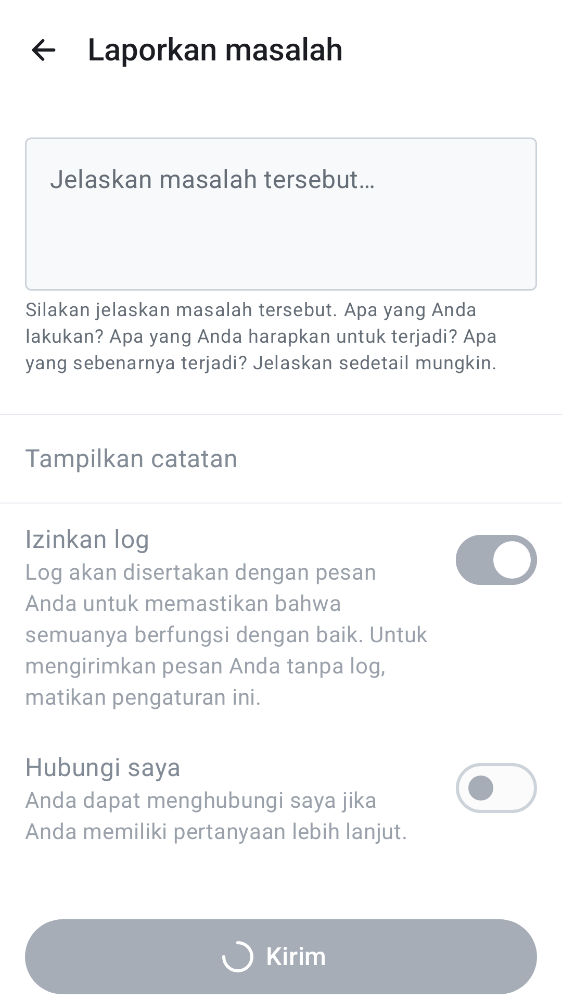 Laporkan masalah
Jelaskan masalah tersebut...
Silakan jelaskan masalah tersebut. Apa yang Anda
lakukan? Apa yang Anda harapkan untuk terjadi? Apa
yang sebenarnya terjadi? Jelaskan sedetail mungkin.
Tampilkan catatan
Izinkan log
Log akan disertakan dengan pesan
Anda untuk memastikan bahwa
semuanya berfungsi dengan baik. Untuk
mengirimkan pesan Anda tanpa log,
matikan pengaturan ini.
Hubungi saya
Anda dapat menghubungi saya jika
Anda memiliki pertanyaan lebih lanjut.
Kirim